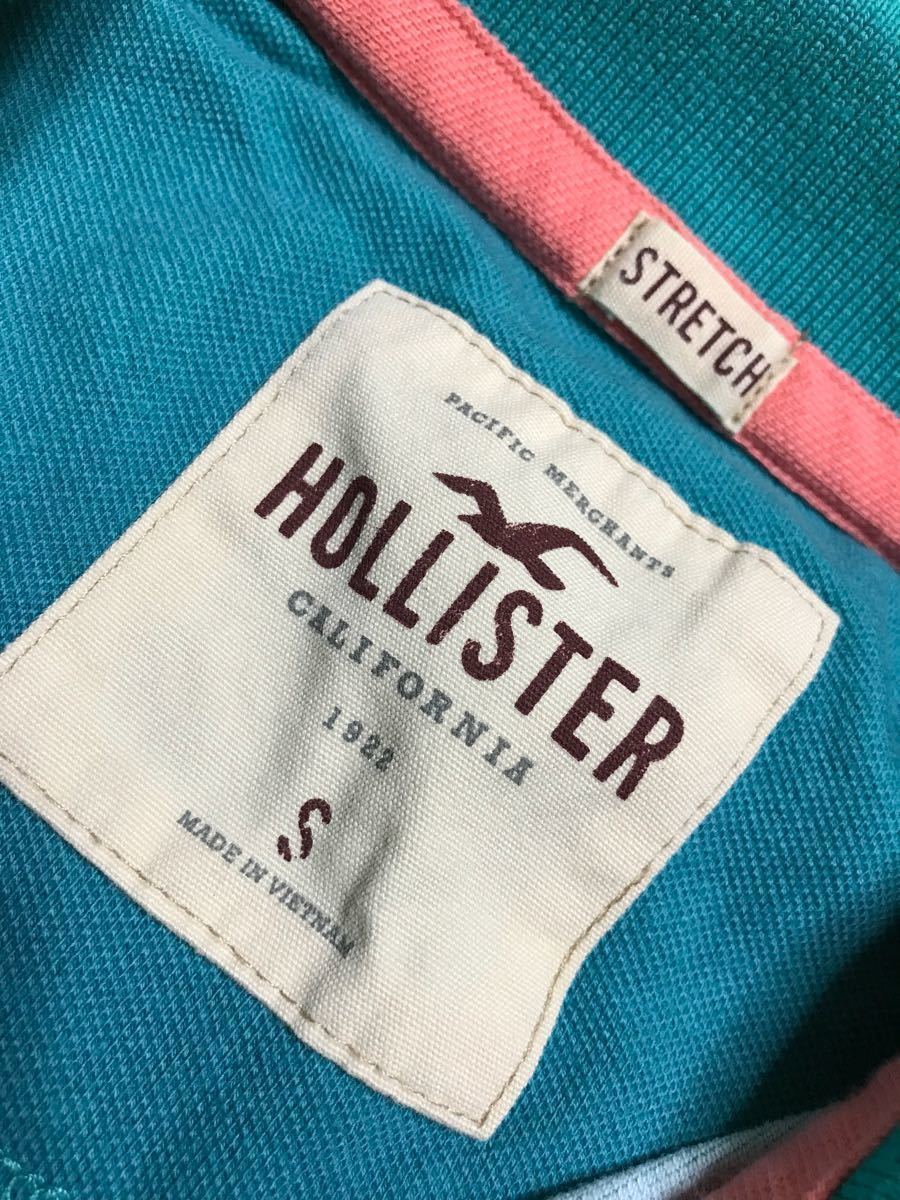 STRETCH
PACIFIC MERCHANTS
HOLLISTER
CALIFORNIA
1922
S
MADE IN VIETNAM